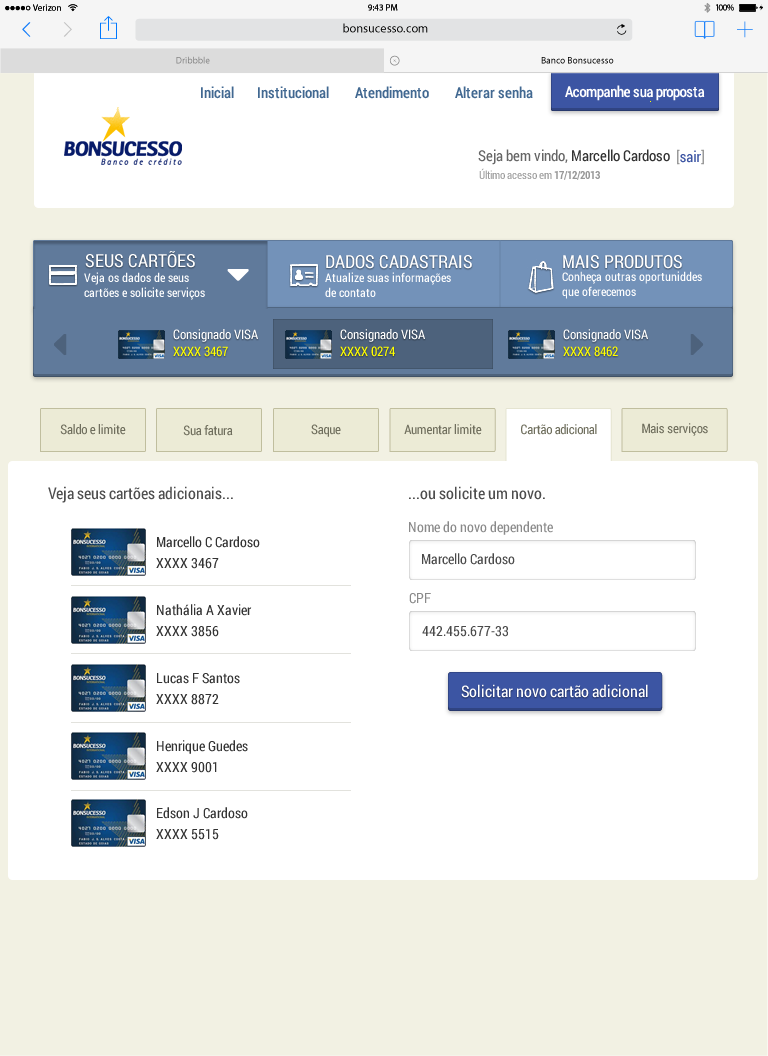 Verizon
9:43 PM
100%
bonsucesso.com
Dribbble
Banco Bonsucesso
Inicial
Institucional
Atendimento
Alterar senha
Acompanhe sua proposta
BONSUCESSO
Banco de crédito
Seja bem vindo, Marcello Cardoso [sair]
Último acesso em 17/12/2013
SEUS CARTÕES
Veja os dados de seus
cartões e solicite serviços
DADOS CADASTRAIS
Atualize suas informações
de contato
MAIS PRODUTOS
Conheça outras oportuniddes
que oferecemos
Consignado VISA
XXXX 3467
Consignado VISA
XXXX 0274
Consignado VISA
XXXX 8462
Saldo e limite
Sua fatura
Saque
Aumentar limite
Cartão adicional
Mais serviços
Veja seus cartões adicionais...
Marcello C Cardoso
XXXX 3467
Nathália A Xavier
XXXX 3856
Lucas F Santos
XXXX 8872
Henrique Guedes
XXXX 9001
Edson J Cardoso
XXXX 5515
...ou solicite um novo.
Nome do novo dependente
Marcello Cardoso
CPF
442.455.677-33
Solicitar novo cartão adicional